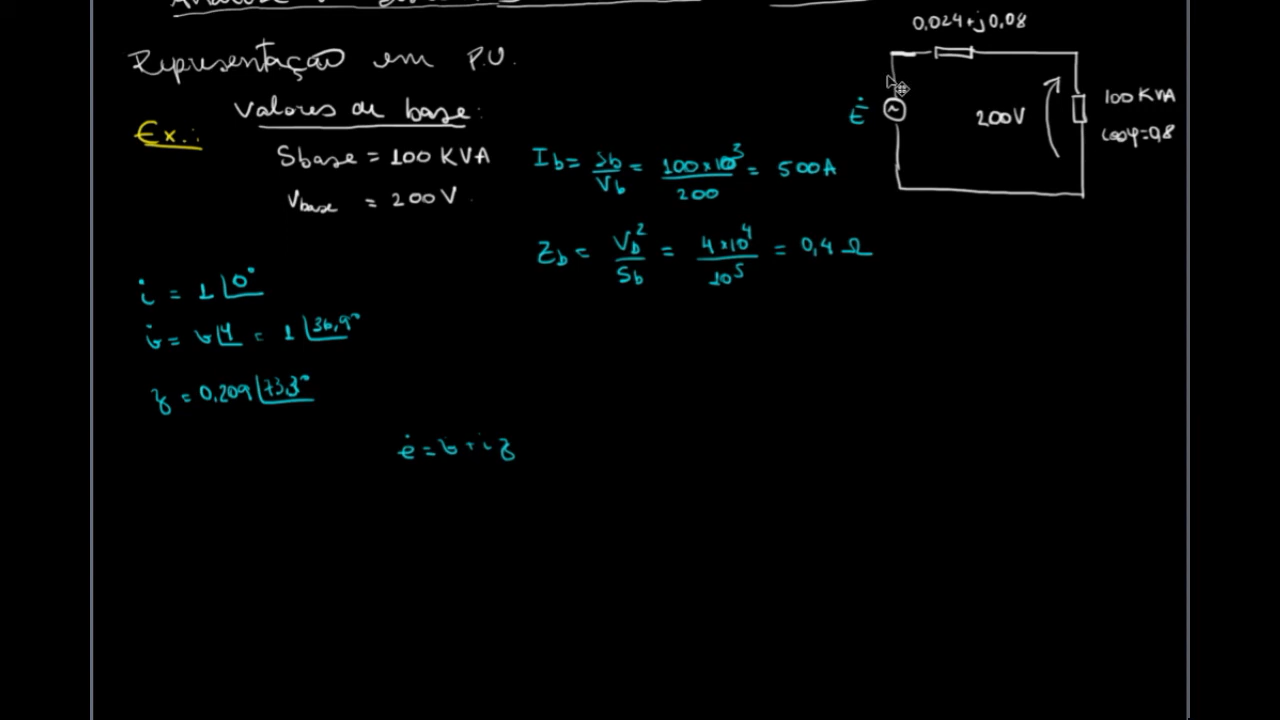 Representação em P.U.
Valores de base:
Ex.:
Sbase = 100 KVA
Vbase = 200 V
Ib = Sb/Vb = 100×10³/200 = 500A
Zb = Vb²/Sb = 4×10⁴/10⁵ = 0,4 Ω
i̇ = 1∠0°
v̇ = v∠φ = 1∠36,9°
z = 0,209∠73,3°
ė = v̇ + i̇ z
0,024+j0,08
Ė
200V
100 KVA
cosφ=0,8